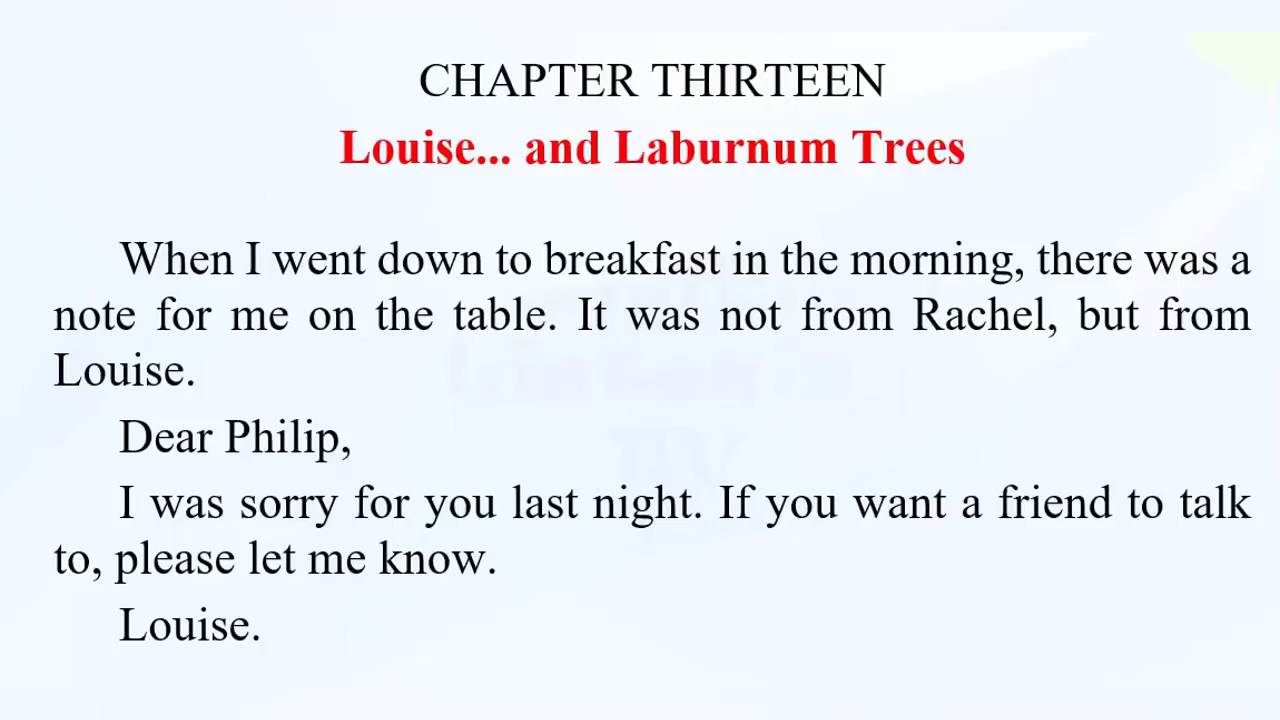 CHAPTER THIRTEEN
Louise... and Laburnum Trees
When I went down to breakfast in the morning, there was a
note for me on the table. It was not from Rachel, but from
Louise.
Dear Philip,
I was sorry for you last night. If you want a friend to talk
to, please let me know.
Louise.